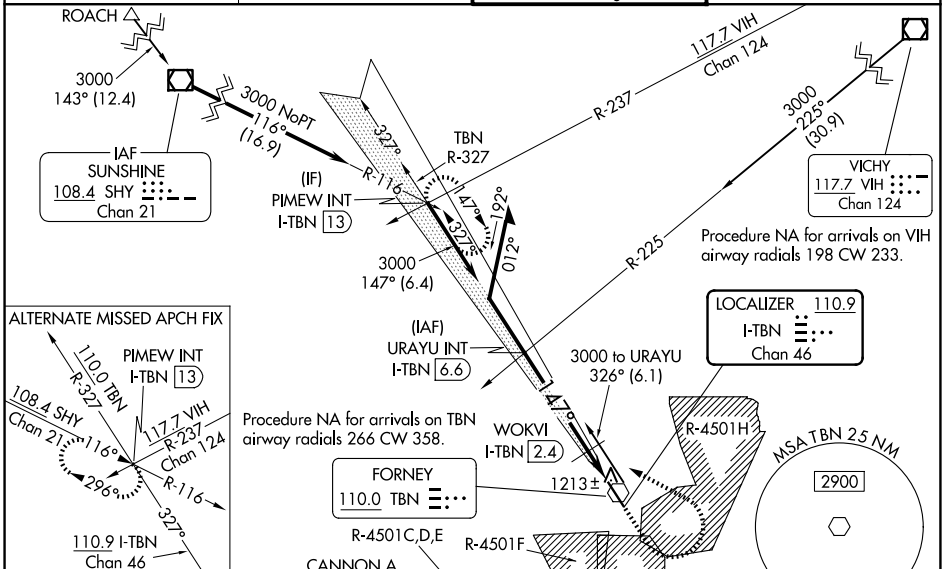 ROACH
3000
143° (12.4)
3000 NoPT
116°
(16.9)
IAF
SUNSHINE
108.4 SHY
Chan 21
R-116
(IF)
PIMEW INT
I-TBN 13
327°
TBN
R-327
147°
327°
3000
147° (6.4)
192°
012°
117.7 VIH
Chan 124
R-237
3000
225°
(30.9)
R-225
VICHY
117.7 VIH
Chan 124
Procedure NA for arrivals on VIH
airway radials 198 CW 233.
LOCALIZER 110.9
I-TBN
Chan 46
(IAF)
URAYU INT
I-TBN 6.6
3000 to URAYU
326° (6.1)
147°
WOKVI
I-TBN 2.4
1213±
Procedure NA for arrivals on TBN
airway radials 266 CW 358.
FORNEY
110.0 TBN
R-4501C,D,E
CANNON A
R-4501F
R-4501H
MSA TBN 25 NM
2900
ALTERNATE MISSED APCH FIX
110.0 TBN
R-327
PIMEW INT
I-TBN 13
108.4 SHY
Chan 21
116°
296°
117.7 VIH
R-237
Chan 124
R-116
327°
110.9 I-TBN
Chan 46